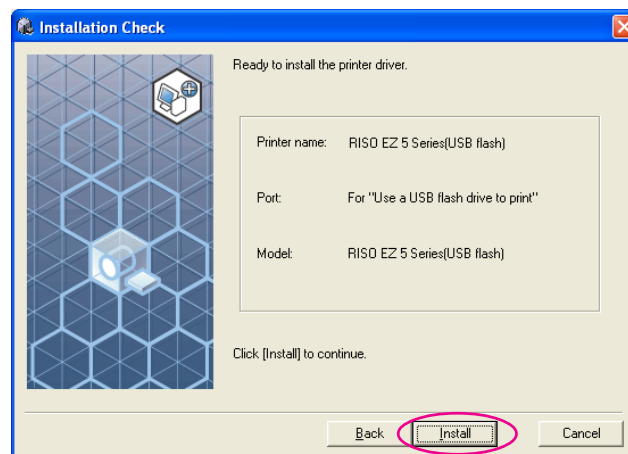 Installation Check
Ready to install the printer driver.
Printer name: RISO EZ 5 Series(USB flash)
Port: For "Use a USB flash drive to print"
Model: RISO EZ 5 Series(USB flash)
Click [Install] to continue.
Back Install Cancel